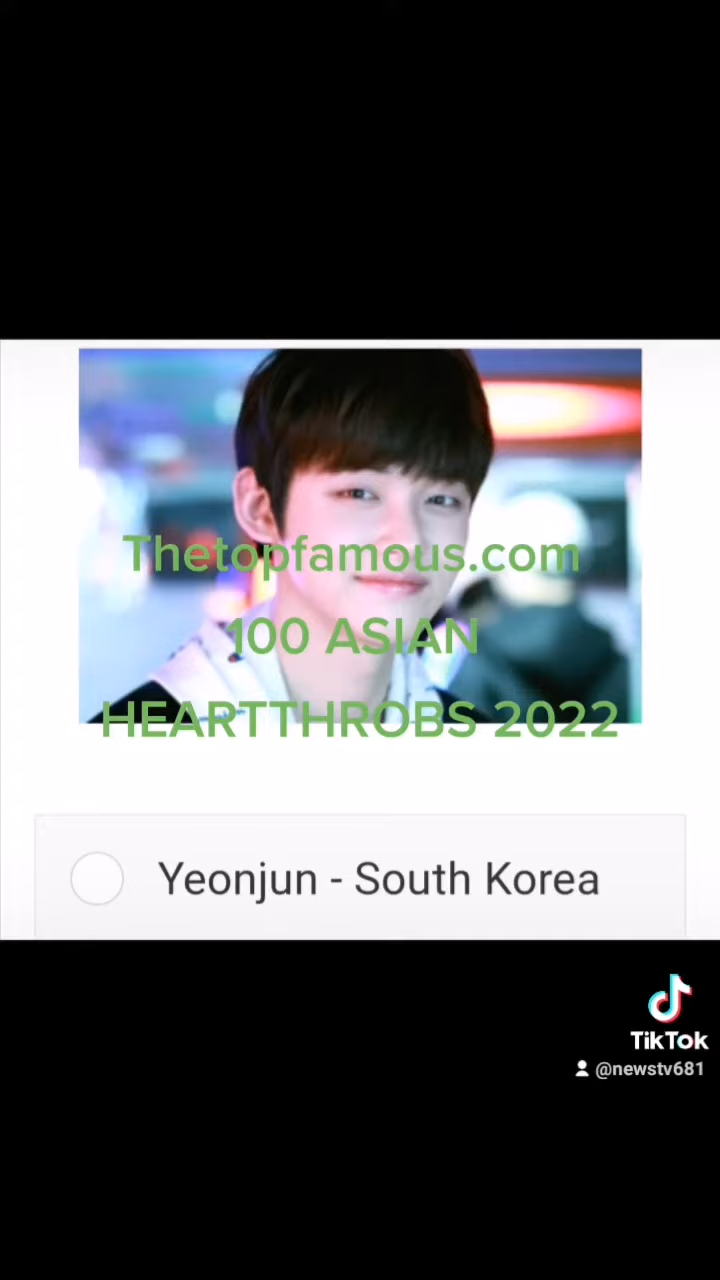 Thetopfamous.com
100 ASIAN
HEARTTHROBS 2022
Yeonjun - South Korea
TikTok
@newstv681